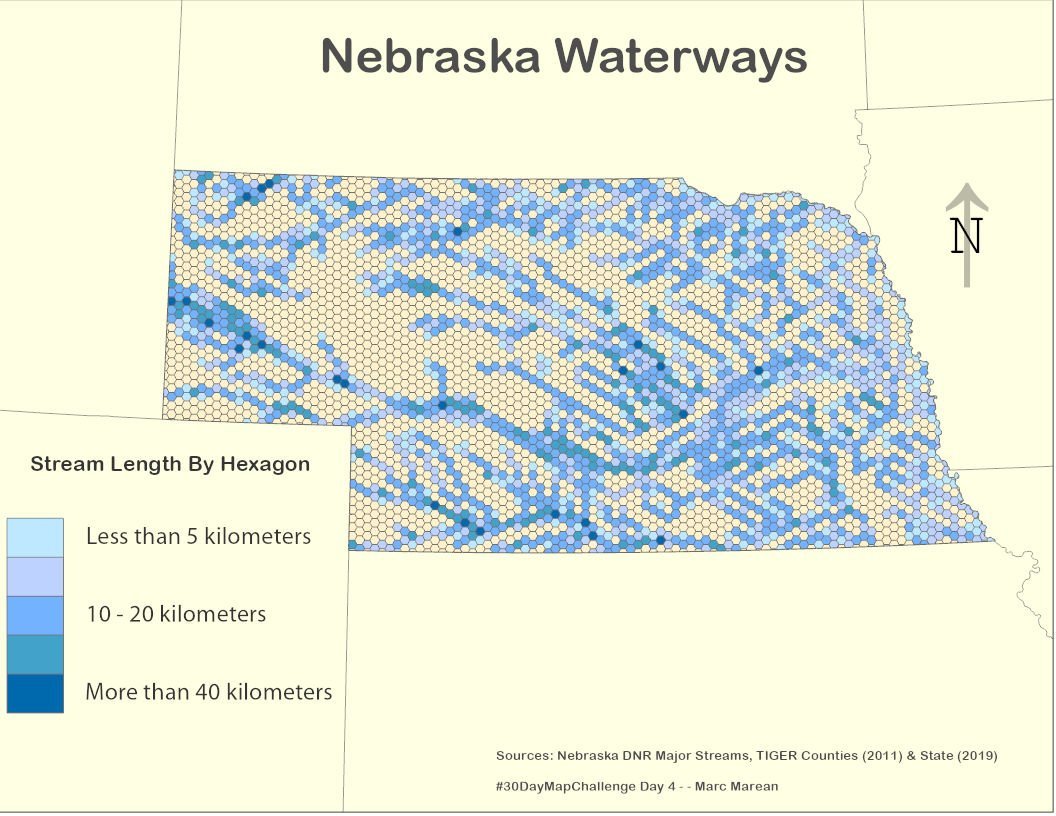 Nebraska Waterways
N
Stream Length By Hexagon
Less than 5 kilometers
10 - 20 kilometers
More than 40 kilometers
Sources: Nebraska DNR Major Streams, TIGER Counties (2011) & State (2019)
#30DayMapChallenge Day 4 - - Marc Marean